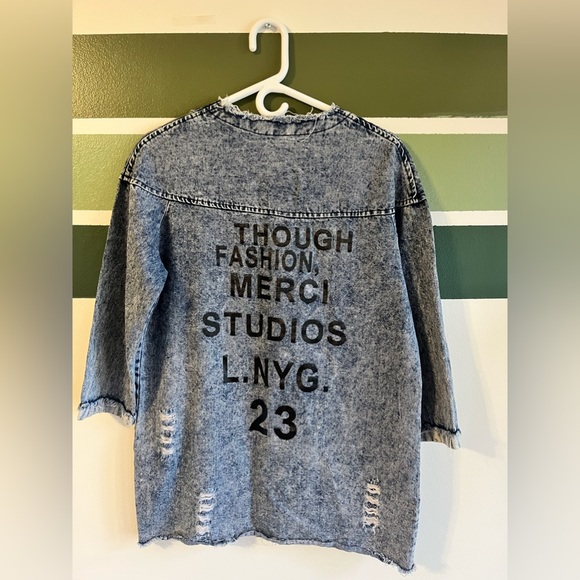 THOUGH
FASHION,
MERCI
STUDIOS
L.NYG.
23